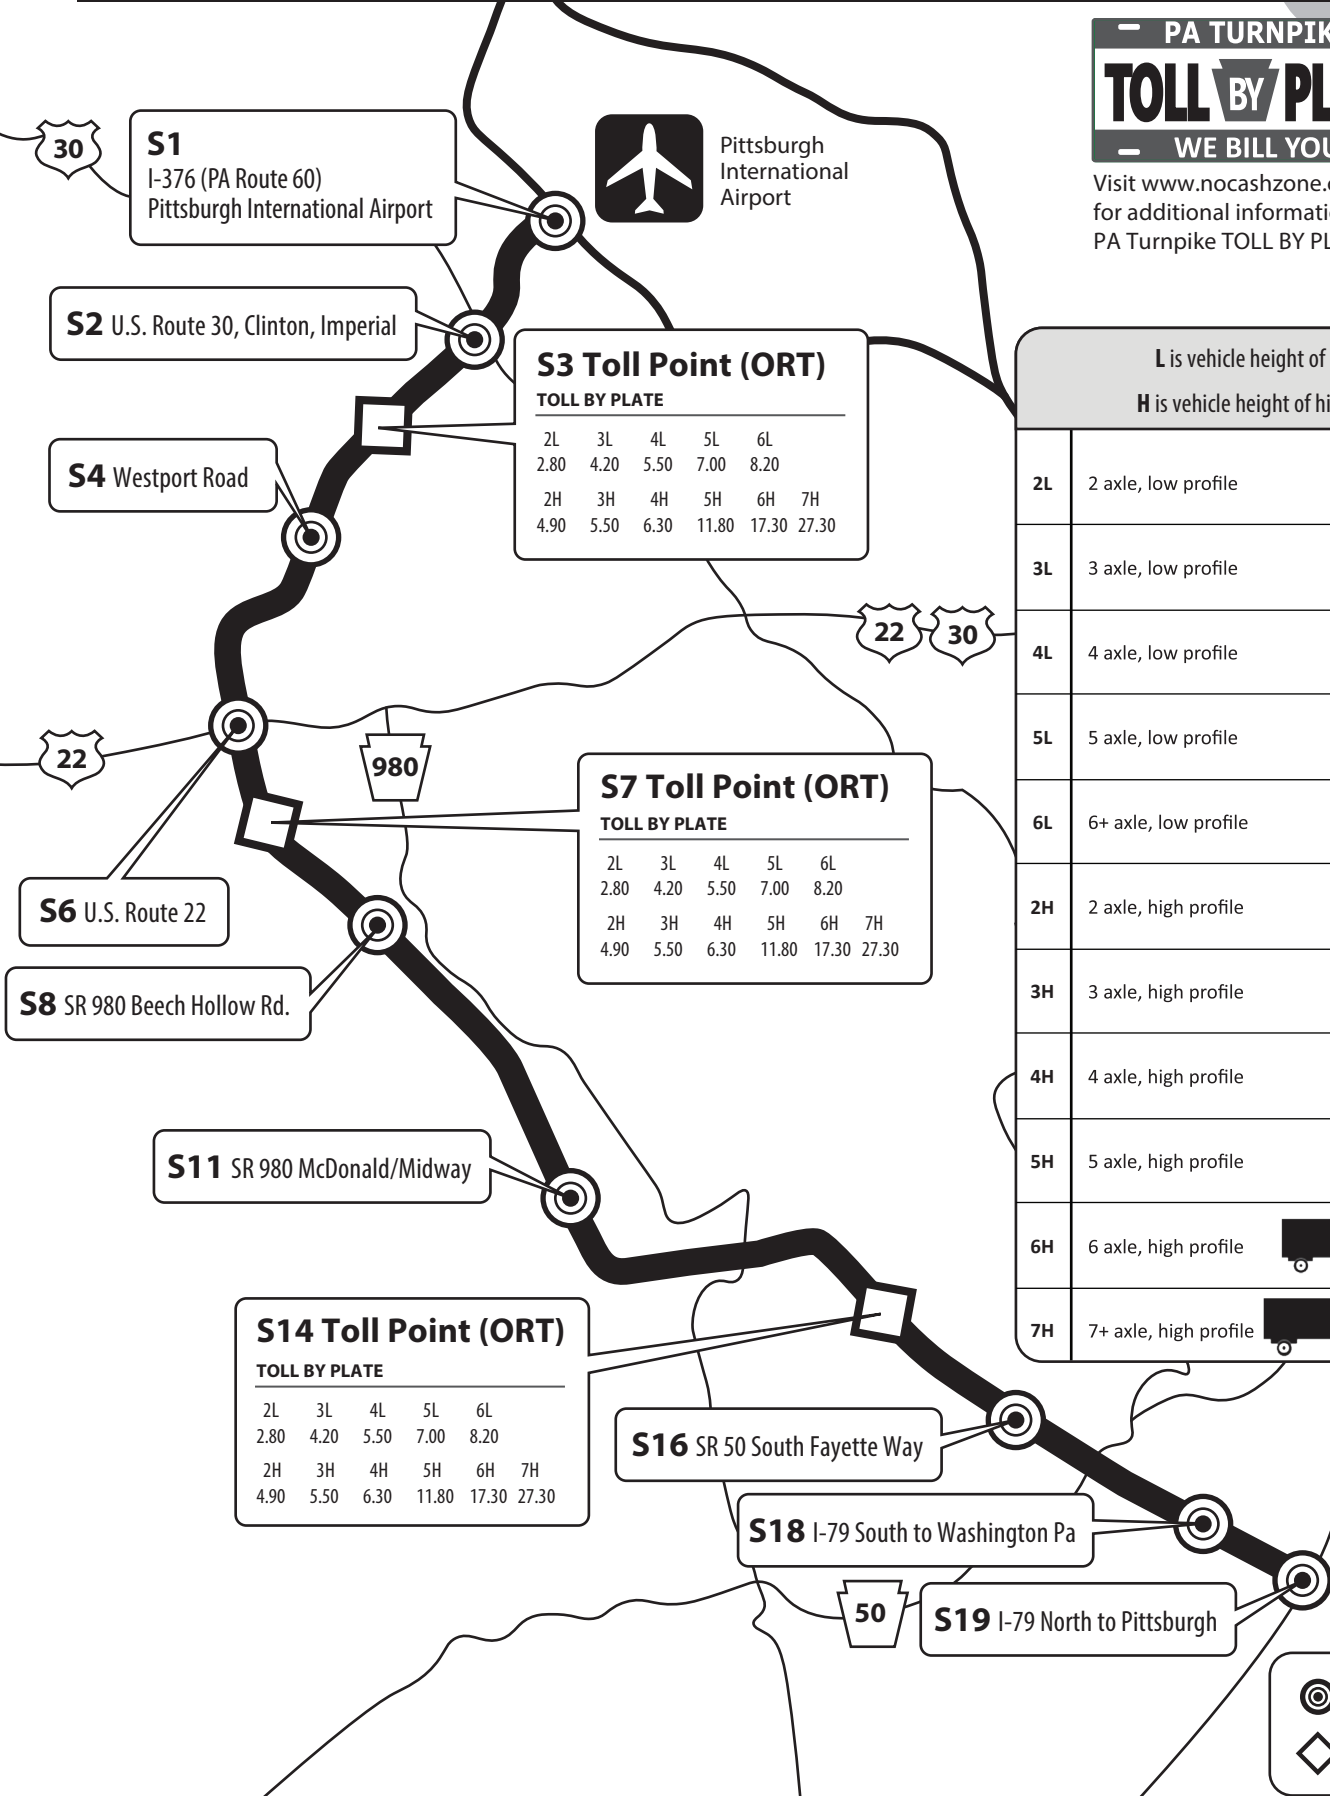 PA TURNPIK
TOLL BY PL
WE BILL YOU
Visit www.nocashzone.
for additional informati
PA Turnpike TOLL BY PL
30
S1
I-376 (PA Route 60)
Pittsburgh International Airport
Pittsburgh
International
Airport
S2 U.S. Route 30, Clinton, Imperial
S3 Toll Point (ORT)
TOLL BY PLATE
2L 3L 4L 5L 6L
2.80 4.20 5.50 7.00 8.20
2H 3H 4H 5H 6H 7H
4.90 5.50 6.30 11.80 17.30 27.30
S4 Westport Road
22
30
22
980
S7 Toll Point (ORT)
TOLL BY PLATE
2L 3L 4L 5L 6L
2.80 4.20 5.50 7.00 8.20
2H 3H 4H 5H 6H 7H
4.90 5.50 6.30 11.80 17.30 27.30
S6 U.S. Route 22
S8 SR 980 Beech Hollow Rd.
S11 SR 980 McDonald/Midway
S14 Toll Point (ORT)
TOLL BY PLATE
2L 3L 4L 5L 6L
2.80 4.20 5.50 7.00 8.20
2H 3H 4H 5H 6H 7H
4.90 5.50 6.30 11.80 17.30 27.30
S16 SR 50 South Fayette Way
S18 I-79 South to Washington Pa
50
S19 I-79 North to Pittsburgh
L is vehicle height of
H is vehicle height of hi
2L 2 axle, low profile
3L 3 axle, low profile
4L 4 axle, low profile
5L 5 axle, low profile
6L 6+ axle, low profile
2H 2 axle, high profile
3H 3 axle, high profile
4H 4 axle, high profile
5H 5 axle, high profile
6H 6 axle, high profile
7H 7+ axle, high profile